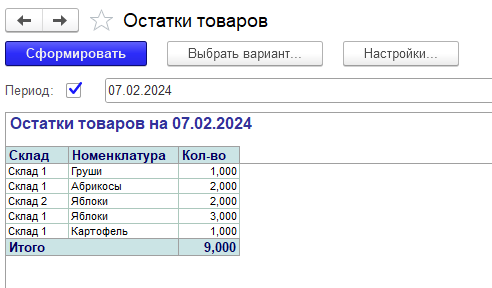 Остатки товаров
Сформировать Выбрать вариант... Настройки...
Период: 07.02.2024
Остатки товаров на 07.02.2024
Склад Номенклатура Кол-во
Склад 1 Груши 1,000
Склад 1 Абрикосы 2,000
Склад 2 Яблоки 2,000
Склад 1 Яблоки 3,000
Склад 1 Картофель 1,000
Итого 9,000